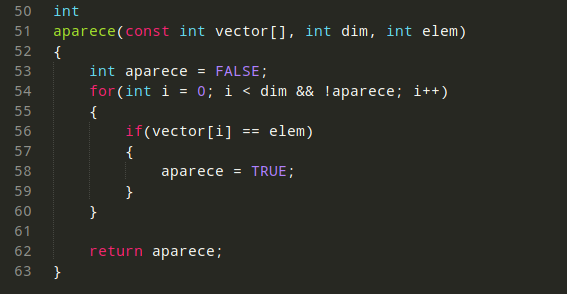 50 int
51 aparece(const int vector[], int dim, int elem)
52 {
53     int aparece = FALSE;
54     for(int i = 0; i < dim && !aparece; i++)
55     {
56         if(vector[i] == elem)
57         {
58             aparece = TRUE;
59         }
60     }
61
62     return aparece;
63 }